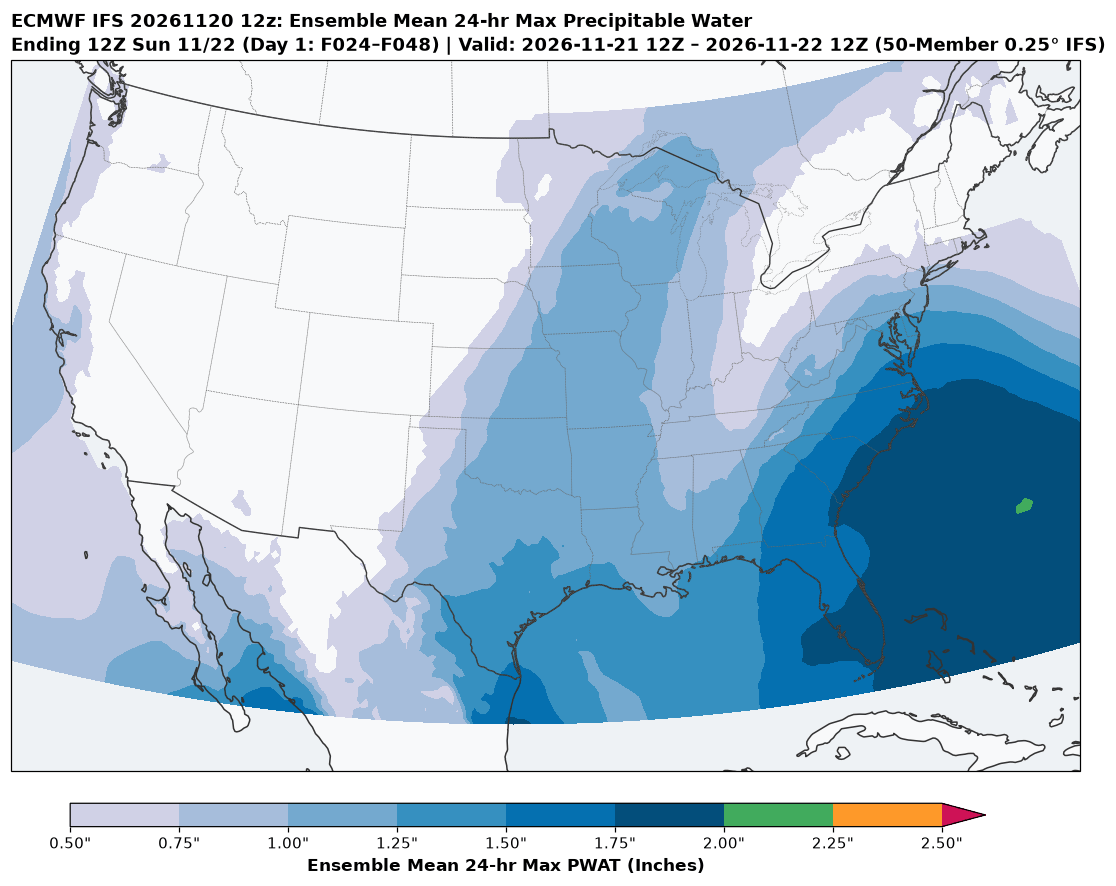 ECMWF IFS 20261120 12z: Ensemble Mean 24-hr Max Precipitable Water
Ending 12Z Sun 11/22 (Day 1: F024–F048) | Valid: 2026-11-21 12Z – 2026-11-22 12Z (50-Member 0.25° IFS)
0.50" 0.75" 1.00" 1.25" 1.50" 1.75" 2.00" 2.25" 2.50"
Ensemble Mean 24-hr Max PWAT (Inches)